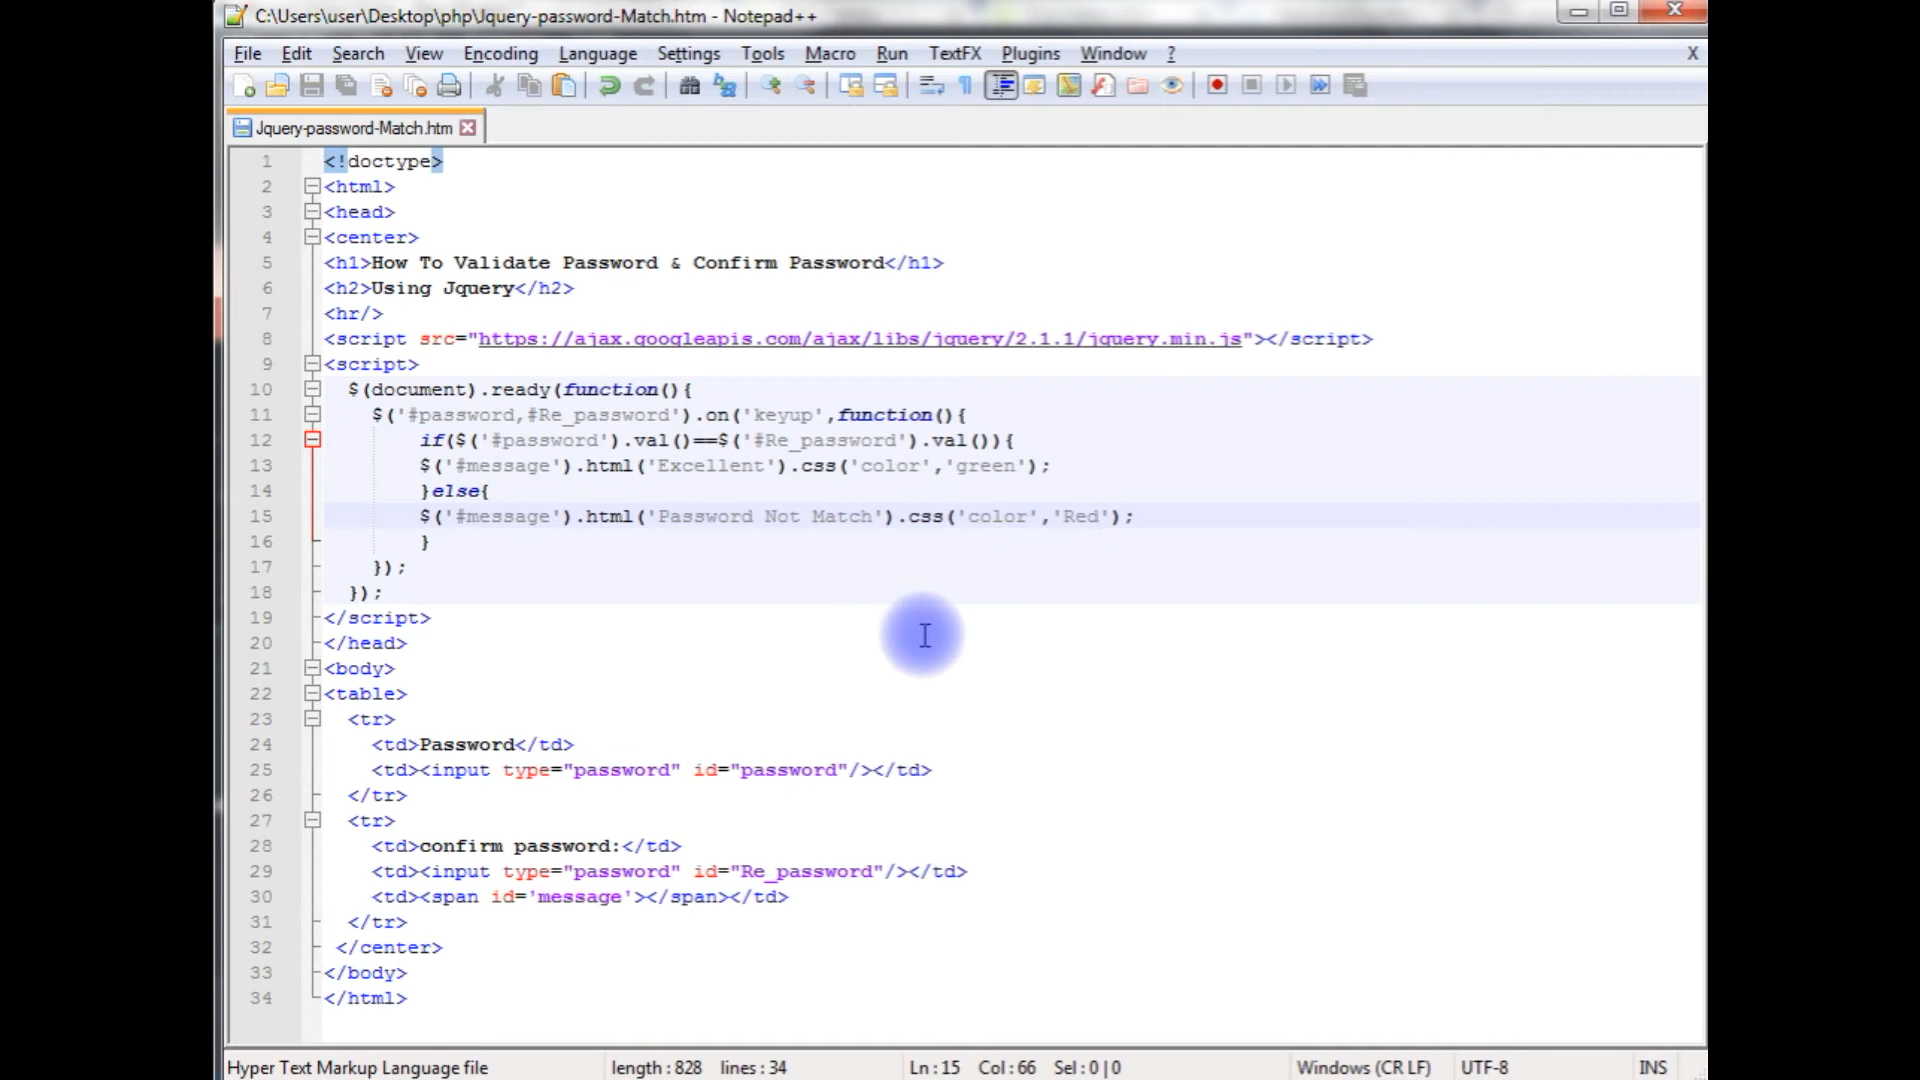 C:\Users\user\Desktop\php\Jquery-password-Match.htm - Notepad++
File Edit Search View Encoding Language Settings Tools Macro Run TextFX Plugins Window ? X
Jquery-password-Match.htm
1 <!doctype>
2 <html>
3 <head>
4 <center>
5 <h1>How To Validate Password & Confirm Password</h1>
6 <h2>Using Jquery</h2>
7 <hr/>
8 <script src="https://ajax.googleapis.com/ajax/libs/jquery/2.1.1/jquery.min.js"></script>
9 <script>
10 $(document).ready(function(){
11 $('#password,#Re_password').on('keyup',function(){
12 if($('#password').val()==$('#Re_password').val()){
13 $('#message').html('Excellent').css('color','green');
14 }else{
15 $('#message').html('Password Not Match').css('color','Red');
16 }
17 });
18 });
19 </script>
20 </head>
21 <body>
22 <table>
23 <tr>
24 <td>Password</td>
25 <td><input type="password" id="password"/></td>
26 </tr>
27 <tr>
28 <td>confirm password:</td>
29 <td><input type="password" id="Re_password"/></td>
30 <td><span id='message'></span></td>
31 </tr>
32 </center>
33 </body>
34 </html>
Hyper Text Markup Language file length : 828 lines : 34 Ln : 15 Col : 66 Sel : 0 | 0 Windows (CR LF) UTF-8 INS